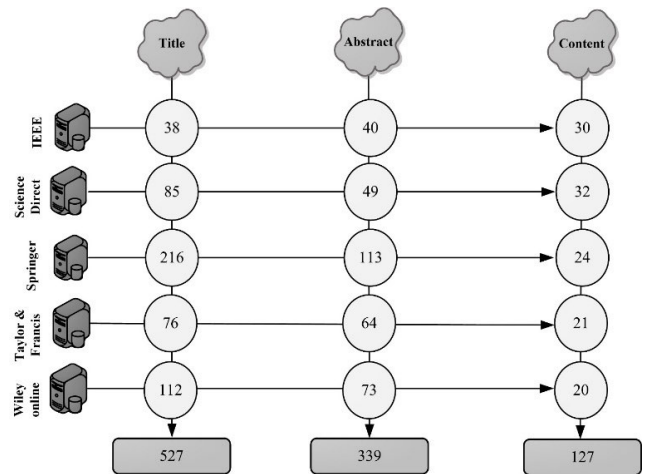 Title
Abstract
Content
IEEE
38
40
30
Science
Direct
85
49
32
Springer
216
113
24
Taylor &
Francis
76
64
21
Wiley
online
112
73
20
527
339
127